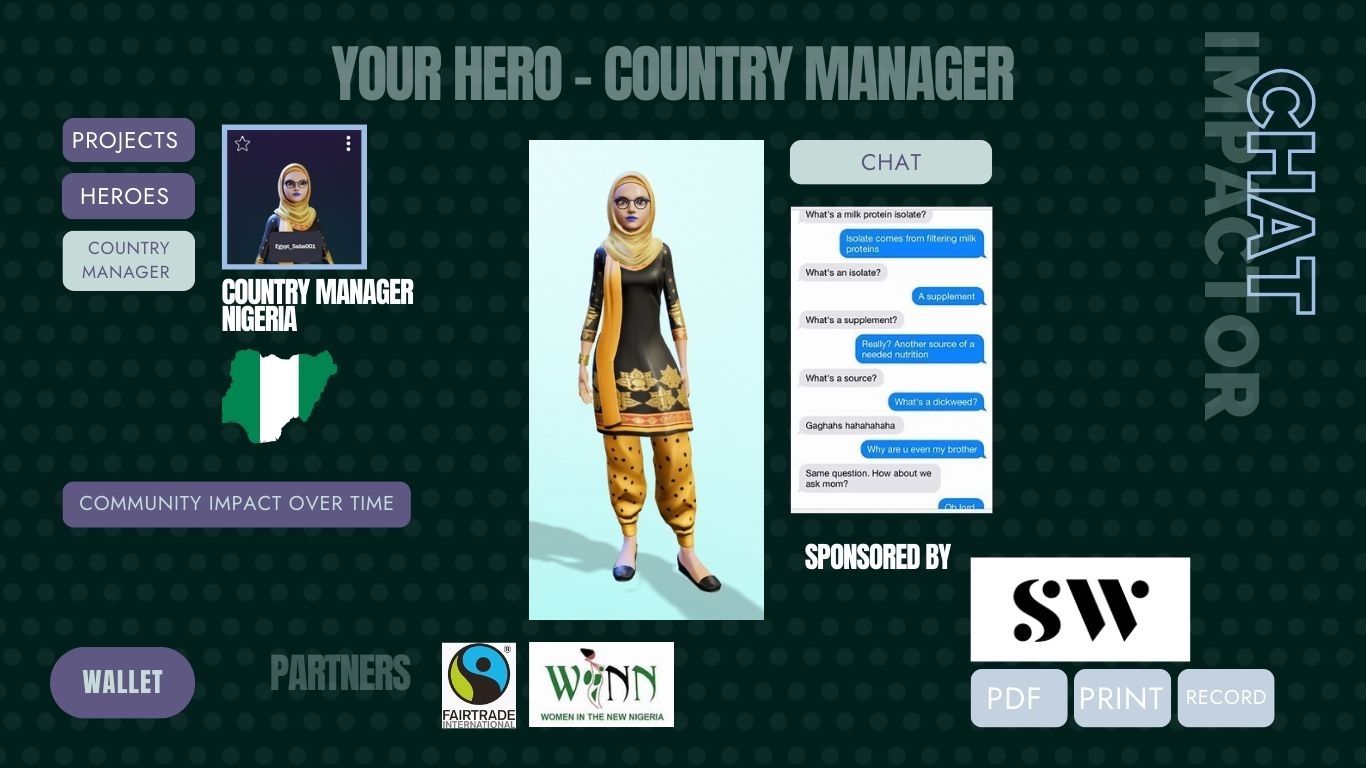 YOUR HERO - COUNTRY MANAGER
IMPACTOR
CHAT
PROJECTS
HEROES
COUNTRY
MANAGER
Egypt_Saba001
COUNTRY MANAGER
NIGERIA
COMMUNITY IMPACT OVER TIME
CHAT
What's a milk protein isolate?
Isolate comes from filtering milk
proteins
What's an isolate?
A supplement
What's a supplement?
Really? Another source of a
needed nutrition
What's a source?
What's a dickweed?
Gaghahs hahahahaha
Why are u even my brother
Same question. How about we
ask mom?
Oh lord
SPONSORED BY
SW
WALLET
PARTNERS
®
FAIRTRADE
INTERNATIONAL
WINN
WOMEN IN THE NEW NIGERIA
PDF
PRINT
RECORD